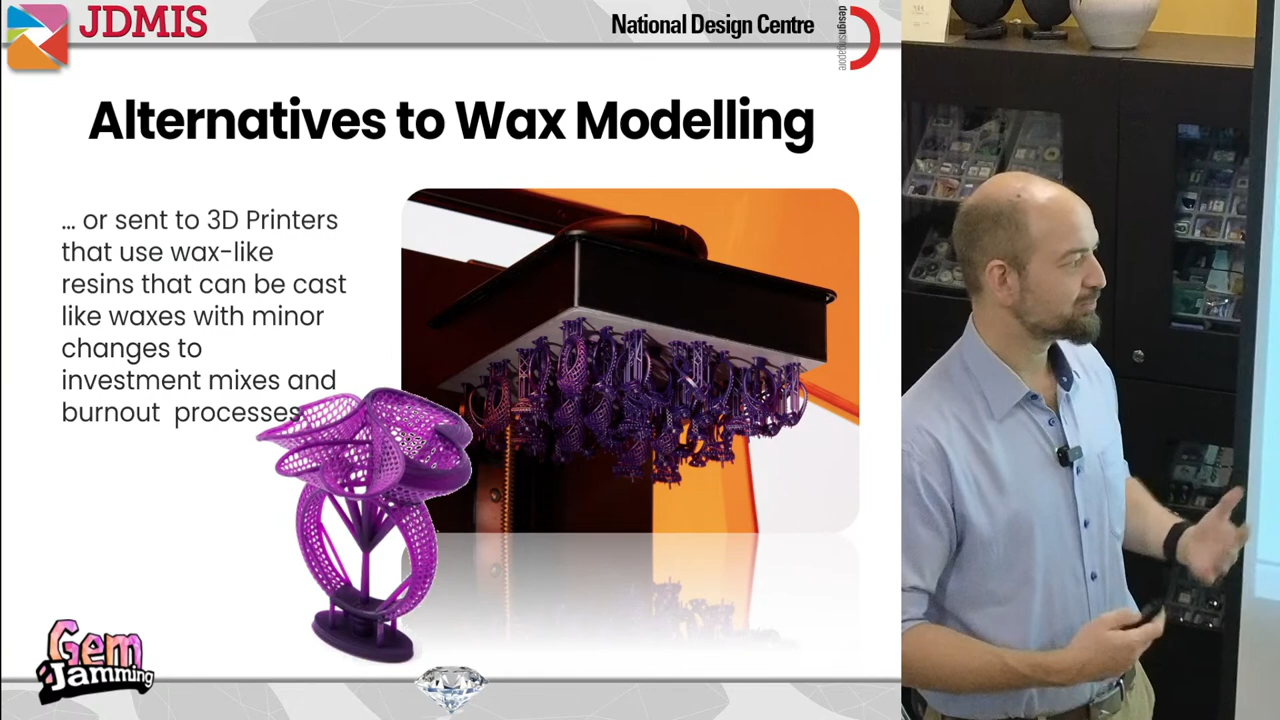 JDMIS
National Design Centre
designsingapore
Alternatives to Wax Modelling
... or sent to 3D Printers
that use wax-like
resins that can be cast
like waxes with minor
changes to
investment mixes and
burnout processes
Gem
Jamming